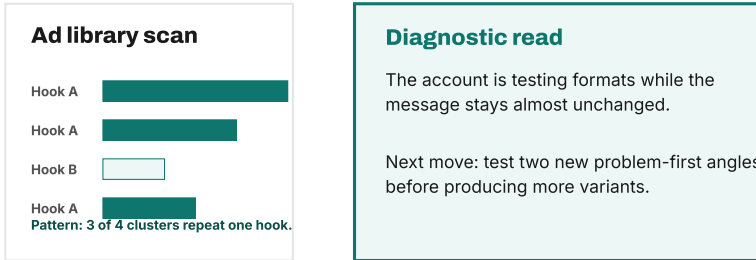 Ad library scan
Hook A
Hook A
Hook B
Hook A
Pattern: 3 of 4 clusters repeat one hook.
Diagnostic read
The account is testing formats while the
message stays almost unchanged.
Next move: test two new problem-first angles
before producing more variants.